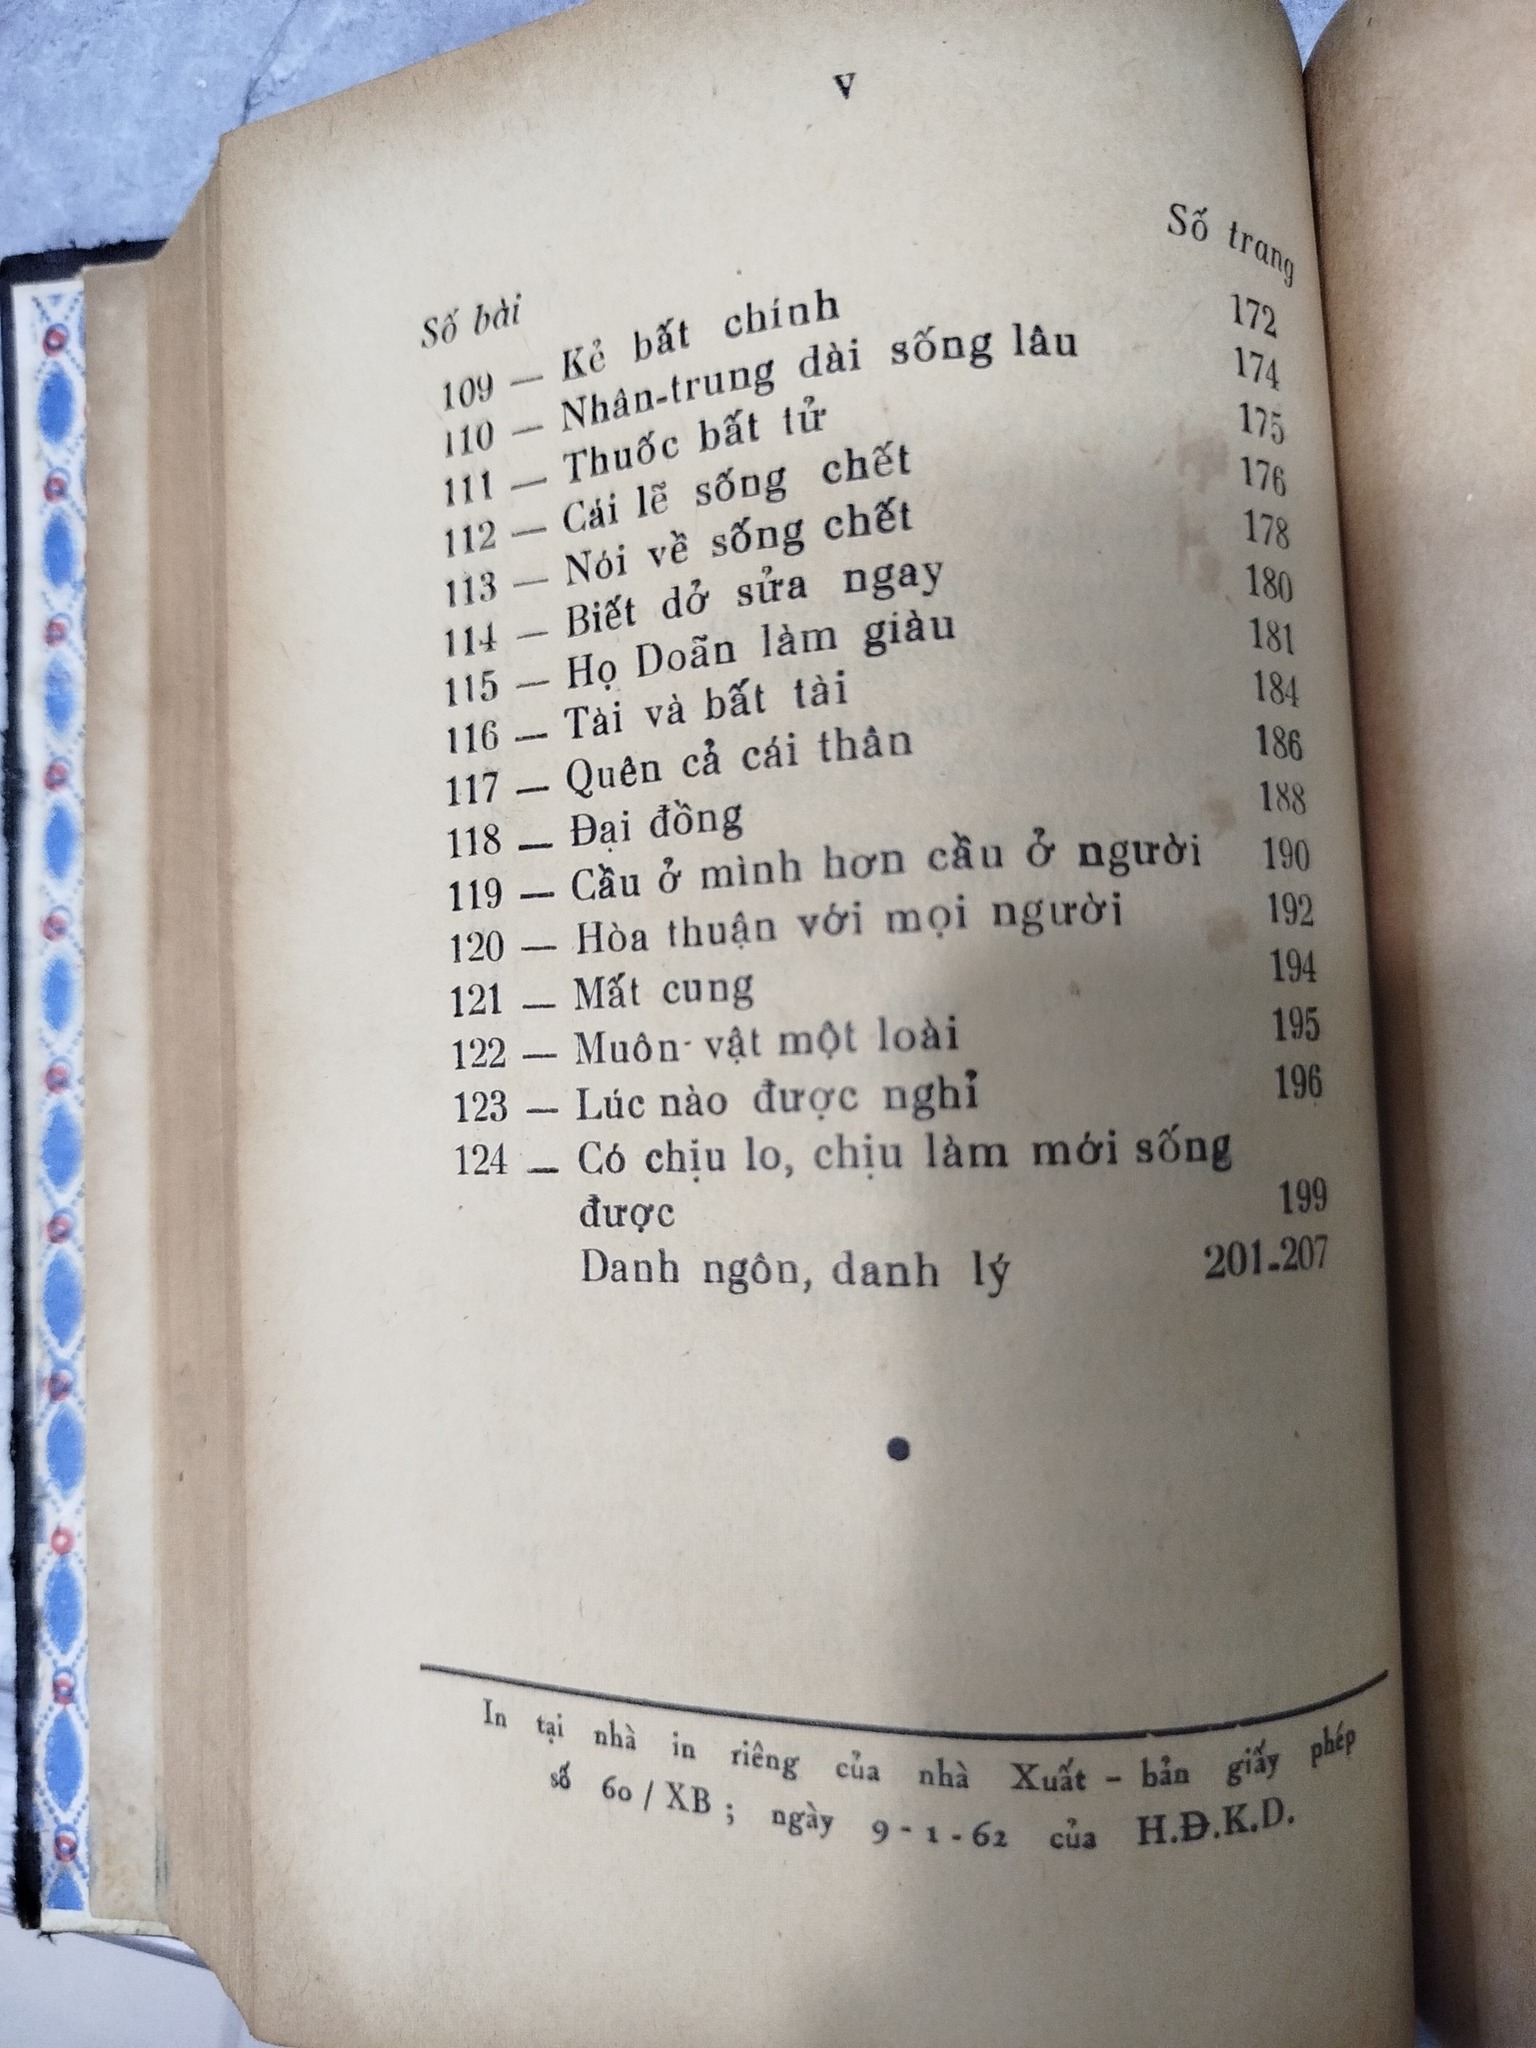 V
Số bài Số trang
109 — Kẻ bất chính 172
110 — Nhân-trung dài sống lâu 174
111 — Thuốc bất tử 175
112 — Cái lẽ sống chết 176
113 — Nói về sống chết 178
114 — Biết dở sửa ngay 180
115 — Họ Doãn làm giàu 181
116 — Tài và bất tài 184
117 — Quên cả cái thân 186
118 — Đại đồng 188
119 — Cầu ở mình hơn cầu ở người 190
120 — Hòa thuận với mọi người 192
121 — Mất cung 194
122 — Muôn vật một loài 195
123 — Lúc nào được nghỉ 196
124 — Có chịu lo, chịu làm mới sống
được 199
Danh ngôn, danh lý 201-207
In tại nhà in riêng của nhà Xuất – bản giấy phép
số 60 / XB ; ngày 9 - 1 - 62 của H.Đ.K.D.